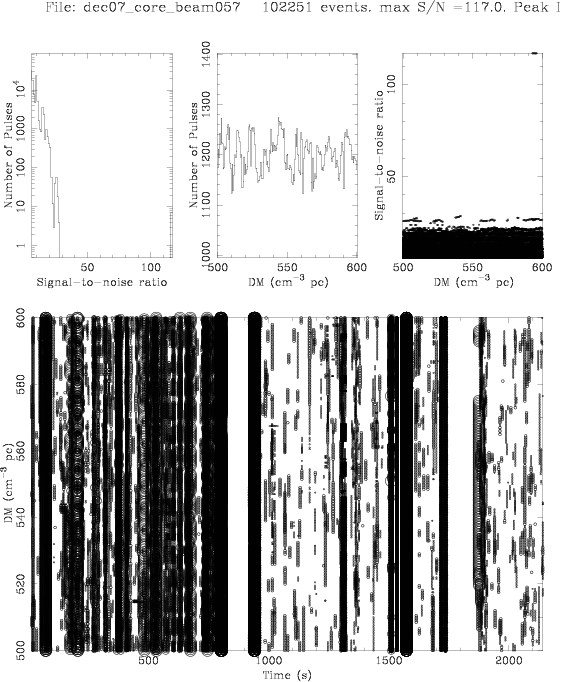 File: dec07_core_beam057 102251 events. max S/N =117.0. Peak
Number of Pulses
1 10 100 1000 10^4
50 100
Signal-to-noise ratio
Number of Pulses
1000 1100 1200 1300 1400
500 550 600
DM (cm^-3 pc)
Signal-to-noise ratio
50 100
500 550 600
DM (cm^-3 pc)
DM (cm^-3 pc)
500 520 540 560 580 600
500 1000 1500 2000
Time (s)